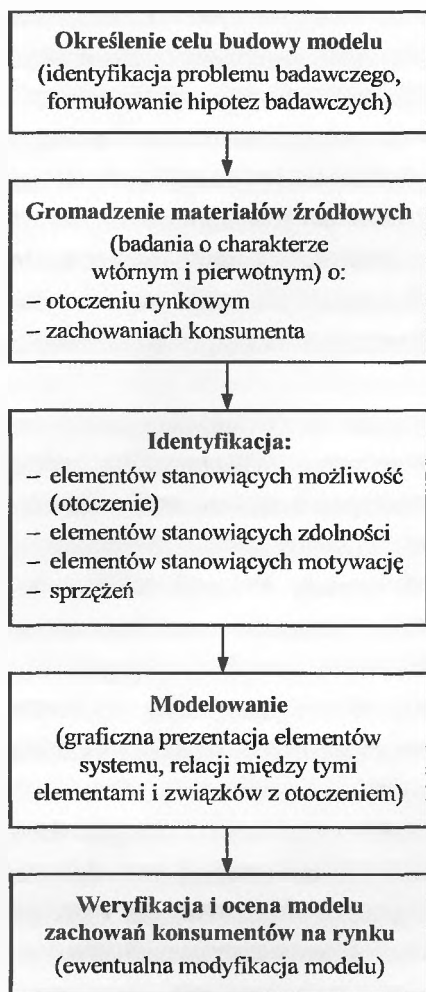 Określenie celu budowy modelu
(identyfikacja problemu badawczego,
formułowanie hipotez badawczych)
Gromadzenie materiałów źródłowych
(badania o charakterze
wtórnym i pierwotnym) o:
– otoczeniu rynkowym
– zachowaniach konsumenta
Identyfikacja:
– elementów stanowiących możliwość
(otoczenie)
– elementów stanowiących zdolności
– elementów stanowiących motywację
– sprzężeń
Modelowanie
(graficzna prezentacja elementów
systemu, relacji między tymi
elementami i związków z otoczeniem)
Weryfikacja i ocena modelu
zachowań konsumentów na rynku
(ewentualna modyfikacja modelu)